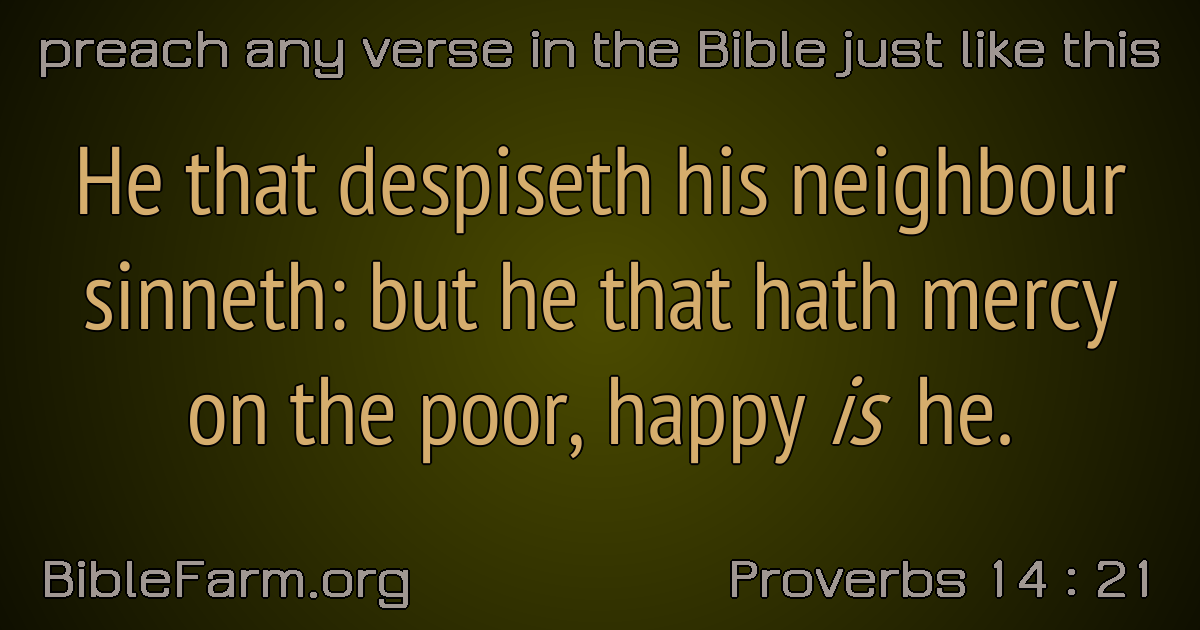 preach any verse in the Bible just like this
He that despiseth his neighbour
sinneth: but he that hath mercy
on the poor, happy is he.
BibleFarm.org
Proverbs 14 : 21